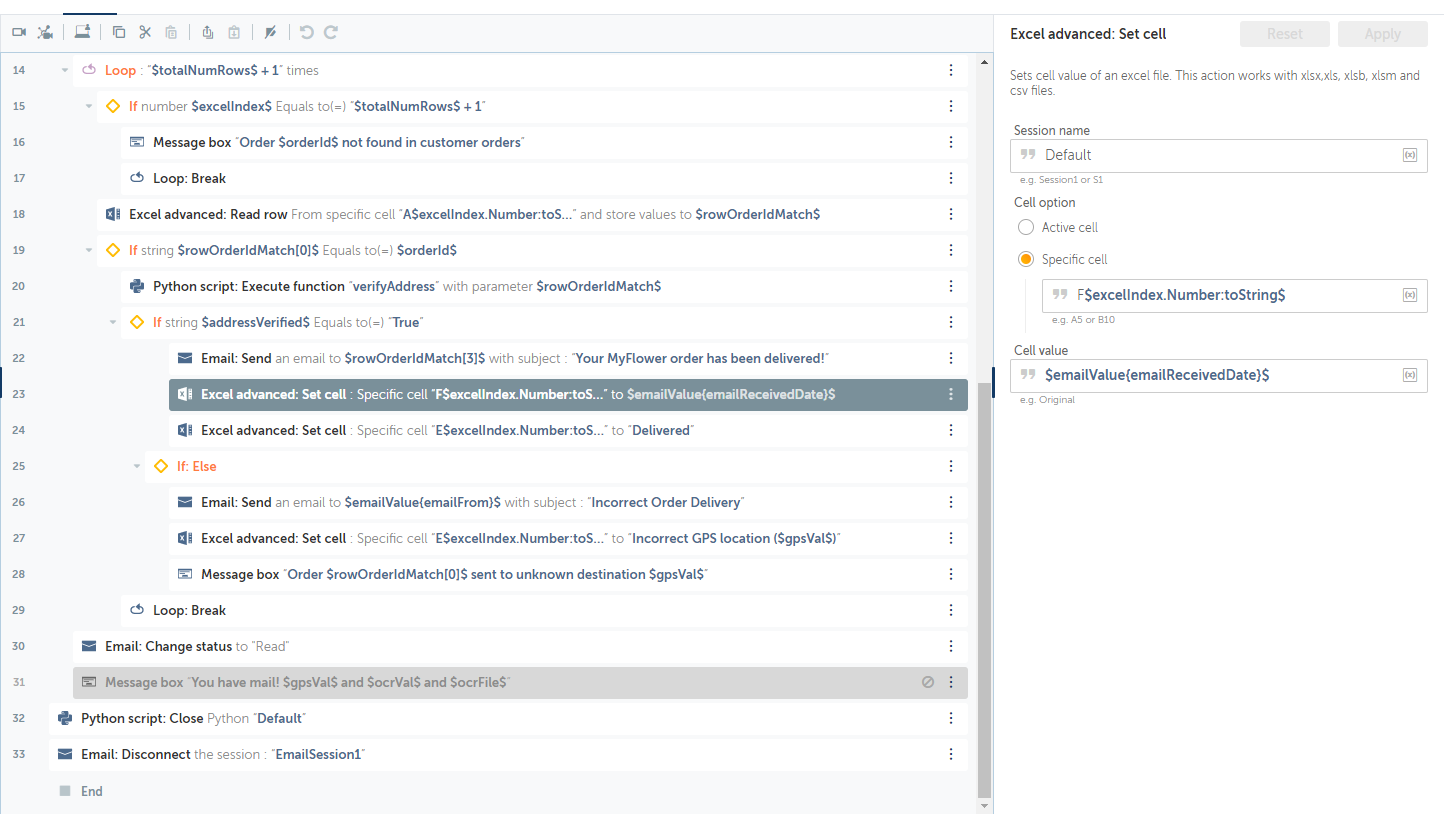 14 Loop : "$totalNumRows$ + 1" times
15 If number $excelIndex$ Equals to(=) "$totalNumRows$ + 1"
16 Message box "Order $orderId$ not found in customer orders"
17 Loop: Break
18 Excel advanced: Read row From specific cell "A$excelIndex.Number:toS..." and store values to $rowOrderIdMatch$
19 If string $rowOrderIdMatch[0]$ Equals to(=) $orderId$
20 Python script: Execute function "verifyAddress" with parameter $rowOrderIdMatch$
21 If string $addressVerified$ Equals to(=) "True"
22 Email: Send an email to $rowOrderIdMatch[3]$ with subject : "Your MyFlower order has been delivered!"
23 Excel advanced: Set cell : Specific cell "F$excelIndex.Number:toS..." to $emailValue{emailReceivedDate}$
24 Excel advanced: Set cell : Specific cell "E$excelIndex.Number:toS..." to "Delivered"
25 If: Else
26 Email: Send an email to $emailValue{emailFrom}$ with subject : "Incorrect Order Delivery"
27 Excel advanced: Set cell : Specific cell "E$excelIndex.Number:toS..." to "Incorrect GPS location ($gpsVal$)"
28 Message box "Order $rowOrderIdMatch[0]$ sent to unknown destination $gpsVal$"
29 Loop: Break
30 Email: Change status to "Read"
31 Message box "You have mail! $gpsVal$ and $ocrVal$ and $ocrFile$"
32 Python script: Close Python "Default"
33 Email: Disconnect the session : "EmailSession1"
End
Excel advanced: Set cell
Reset
Apply
Sets cell value of an excel file. This action works with xlsx,xls, xlsb, xlsm and
csv files.
Session name
Default
(x)
e.g. Session1 or S1
Cell option
Active cell
Specific cell
F$excelIndex.Number:toString$
(x)
e.g. A5 or B10
Cell value
$emailValue{emailReceivedDate}$
(x)
e.g. Original